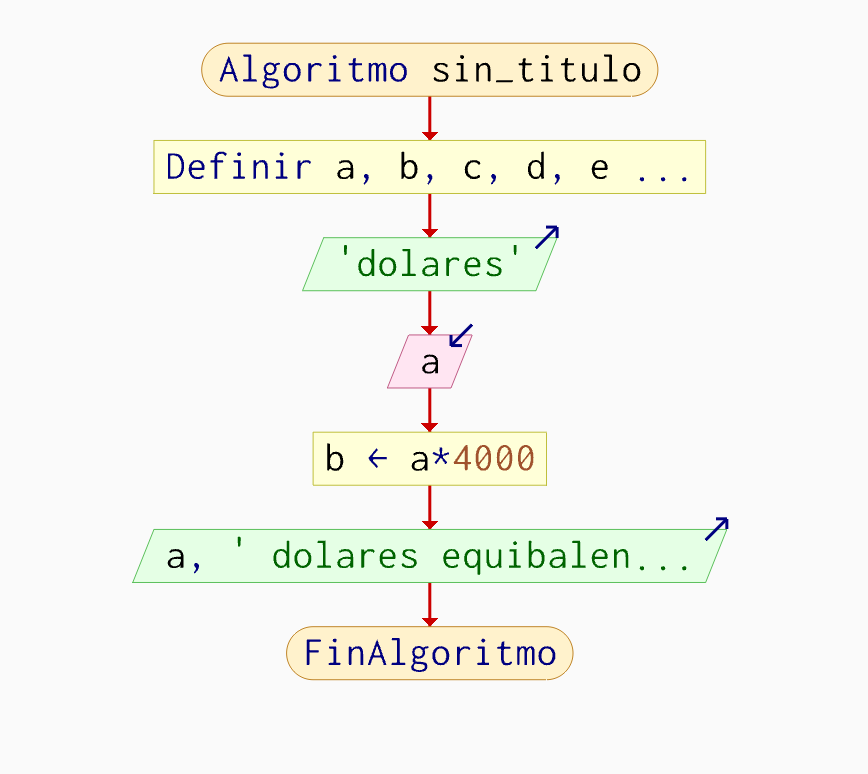 Algoritmo sin_titulo
Definir a, b, c, d, e ...
'dolares'
a
b ← a*4000
a, ' dolares equibalen...
FinAlgoritmo